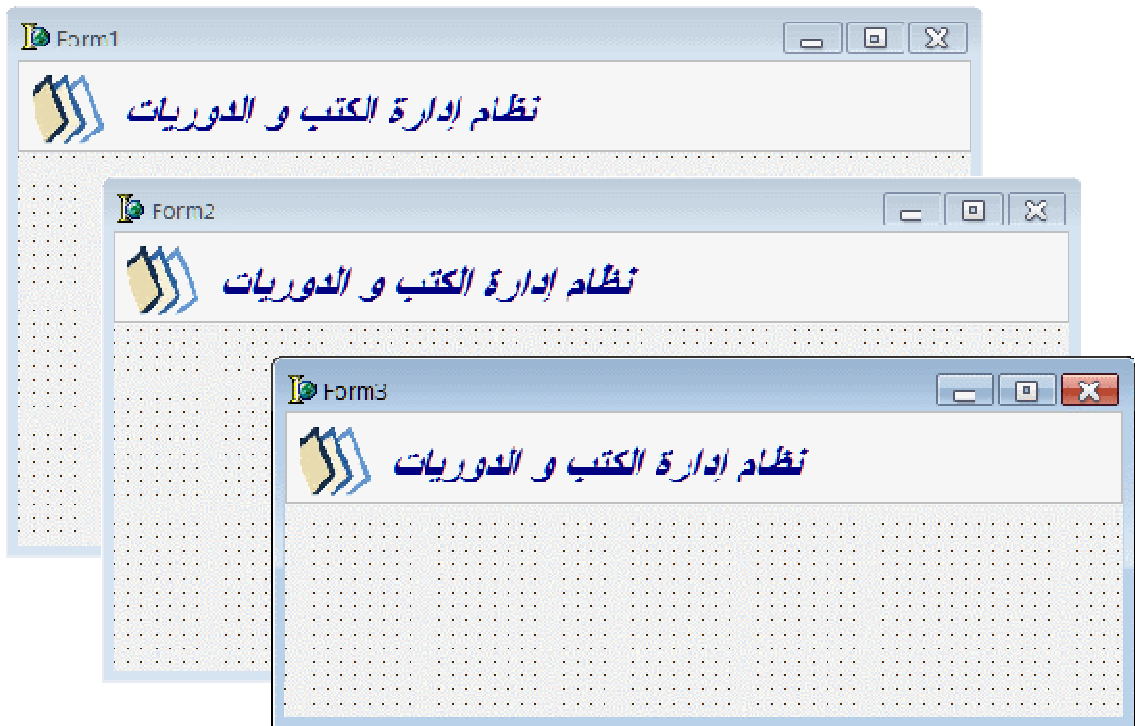 Form1
نظام إدارة الكتب و الدوريات
Form2
نظام إدارة الكتب و الدوريات
Form3
نظام إدارة الكتب و الدوريات